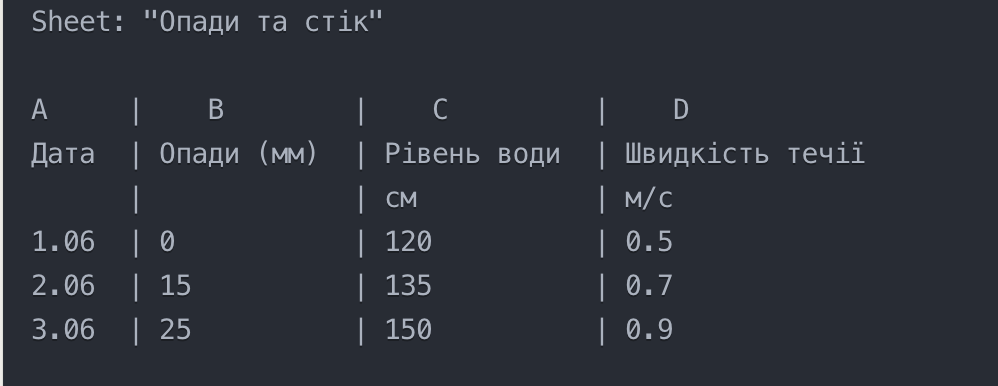 Sheet: "Опади та стік"
A | B | C | D
Дата | Опади (мм) | Рівень води | Швидкість течії
| | см | м/с
1.06 | 0 | 120 | 0.5
2.06 | 15 | 135 | 0.7
3.06 | 25 | 150 | 0.9